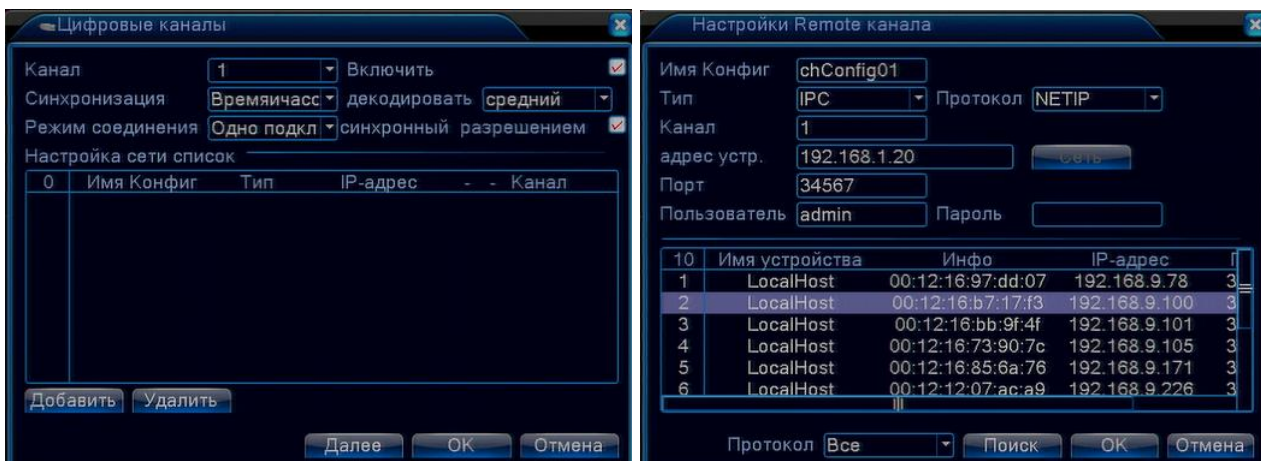 Цифровые каналы
Канал 1 Включить
Синхронизация Времяичасс декодировать средний
Режим соединения Одно подкл синхронный разрешением
Настройка сети список
0 Имя Конфиг Тип IP-адрес - - Канал
Добавить Удалить
Далее OK Отмена
Настройки Remote канала
Имя Конфиг chConfig01
Тип IPC Протокол NETIP
Канал 1
адрес устр. 192.168.1.20 Сеть
Порт 34567
Пользователь admin Пароль
10 Имя устройства Инфо IP-адрес
1 LocalHost 00:12:16:97:dd:07 192.168.9.78 3
2 LocalHost 00:12:16:b7:17:f3 192.168.9.100 3
3 LocalHost 00:12:16:bb:9f:4f 192.168.9.101 3
4 LocalHost 00:12:16:73:90:7c 192.168.9.105 3
5 LocalHost 00:12:16:85:6a:76 192.168.9.171 3
6 LocalHost 00:12:12:07:ac:a9 192.168.9.226 3
Протокол Все Поиск OK Отмена